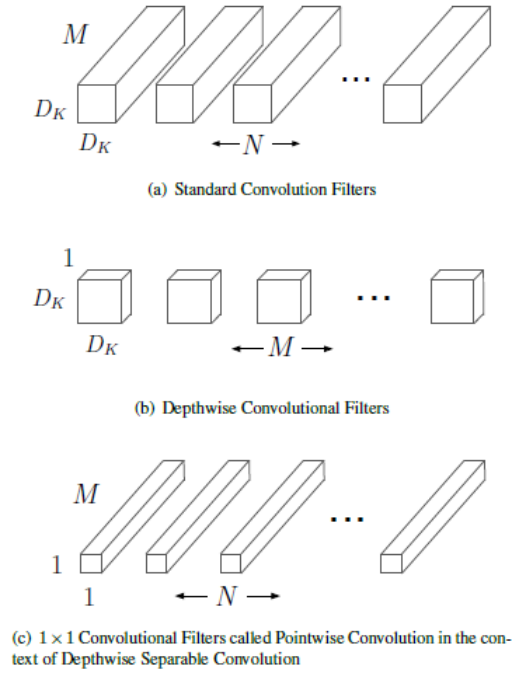 M
D_K
D_K
N
...
(a) Standard Convolution Filters
1
D_K
D_K
M
...
(b) Depthwise Convolutional Filters
M
1
1
N
...
(c) 1 × 1 Convolutional Filters called Pointwise Convolution in the con-
text of Depthwise Separable Convolution